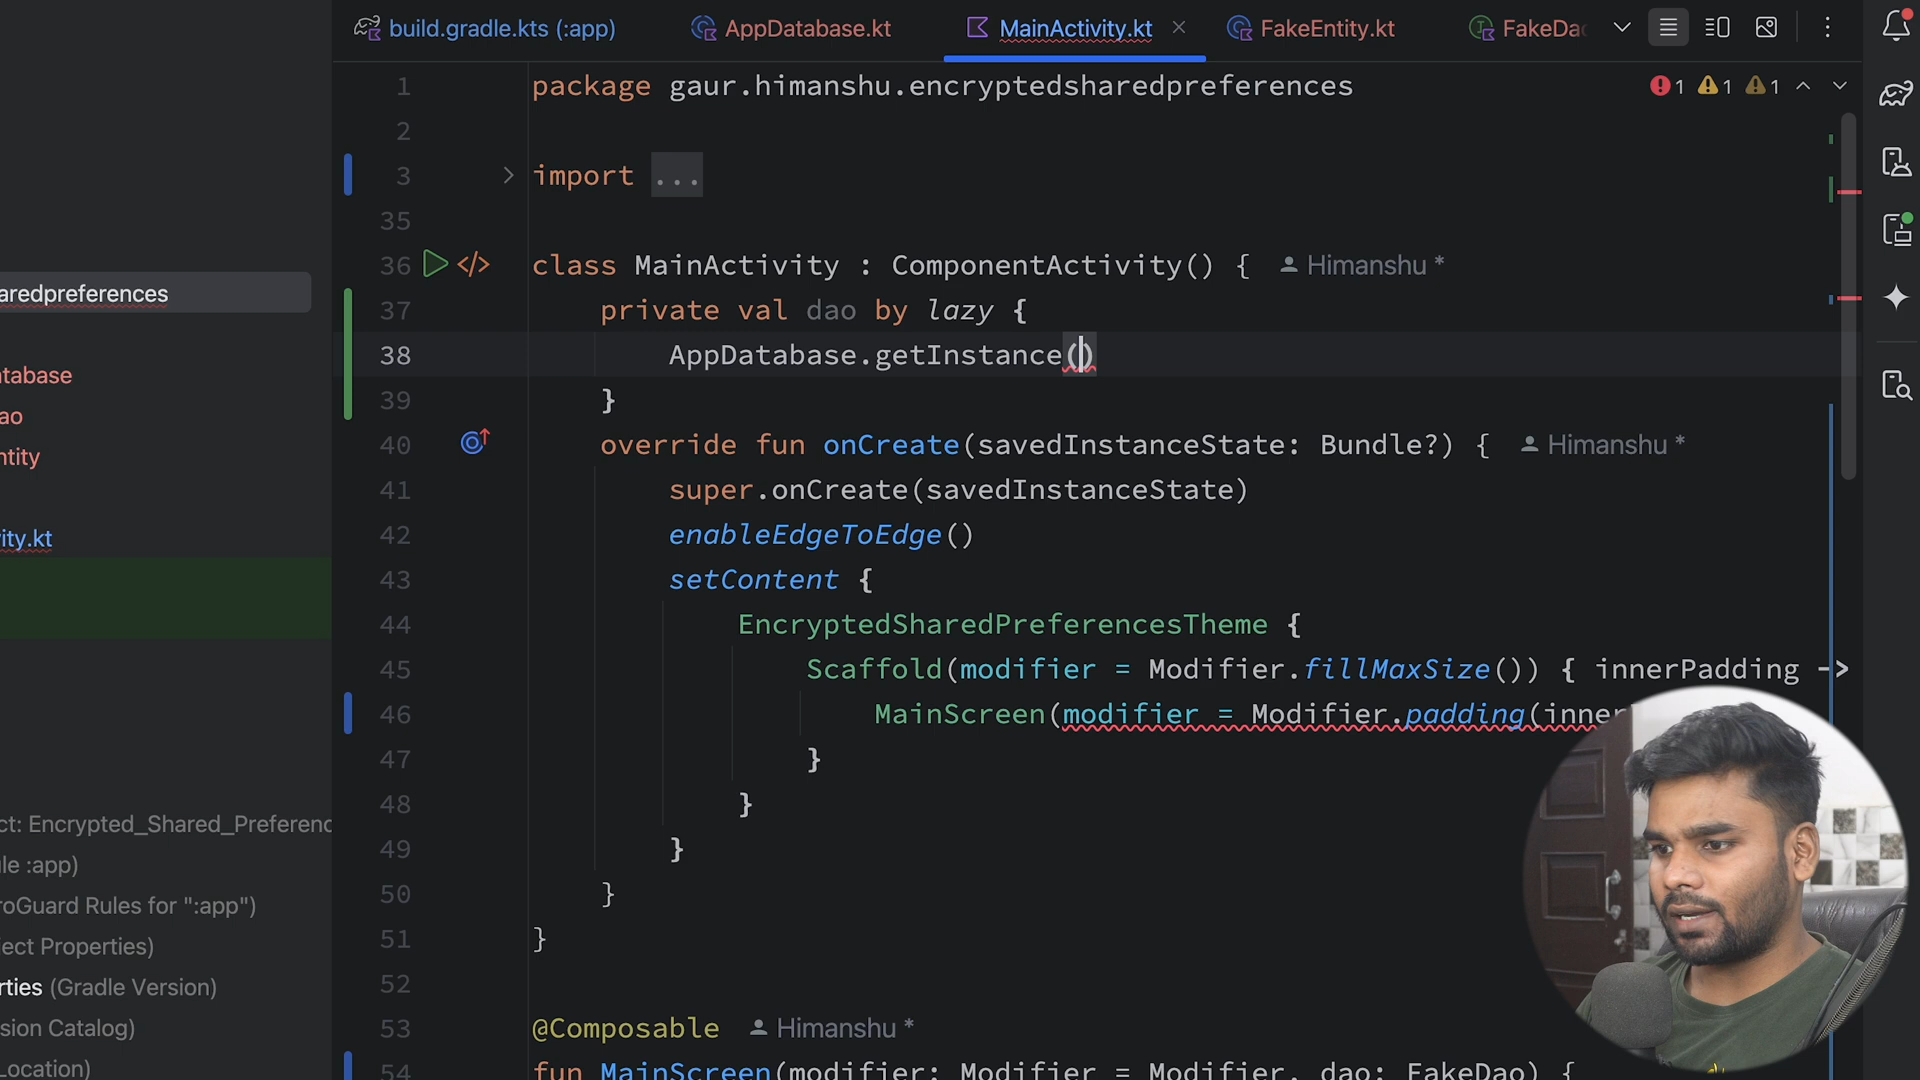 build.gradle.kts (:app)
AppDatabase.kt
MainActivity.kt
FakeEntity.kt
FakeDao
1 package gaur.himanshu.encryptedsharedpreferences
1 1 1
2
3 import ...
35
36 class MainActivity : ComponentActivity() { Himanshu *
37 private val dao by lazy {
38 AppDatabase.getInstance()
39 }
40 override fun onCreate(savedInstanceState: Bundle?) { Himanshu *
41 super.onCreate(savedInstanceState)
42 enableEdgeToEdge()
43 setContent {
44 EncryptedSharedPreferencesTheme {
45 Scaffold(modifier = Modifier.fillMaxSize()) { innerPadding ->
46 MainScreen(modifier = Modifier.padding(inner
47 }
48 }
49 }
50 }
51 }
52
53 @Composable Himanshu *
54 fun MainScreen(modifier: Modifier = Modifier, dao: FakeDao) {
aredpreferences
tabase
ao
ntity
ity.kt
ct: Encrypted_Shared_Preferenc
le :app)
roGuard Rules for ":app")
ject Properties)
rties (Gradle Version)
sion Catalog)
Location)